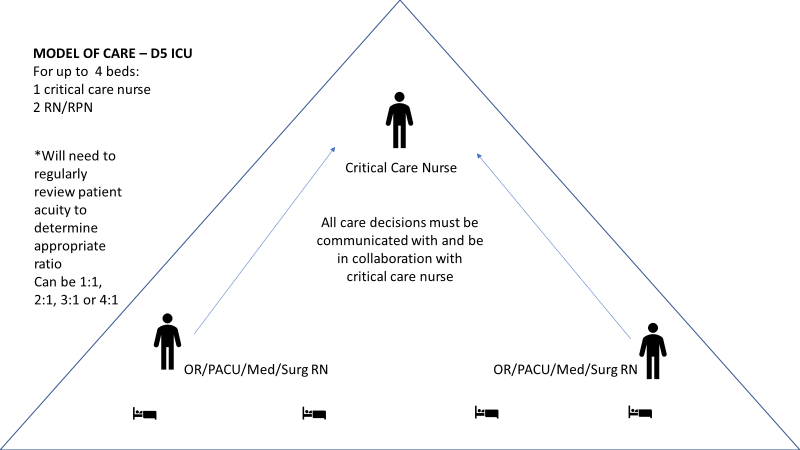 MODEL OF CARE – D5 ICU
For up to 4 beds:
1 critical care nurse
2 RN/RPN
*Will need to
regularly
review patient
acuity to
determine
appropriate
ratio
Can be 1:1,
2:1, 3:1 or 4:1
Critical Care Nurse
All care decisions must be
communicated with and be
in collaboration with
critical care nurse
OR/PACU/Med/Surg RN
OR/PACU/Med/Surg RN